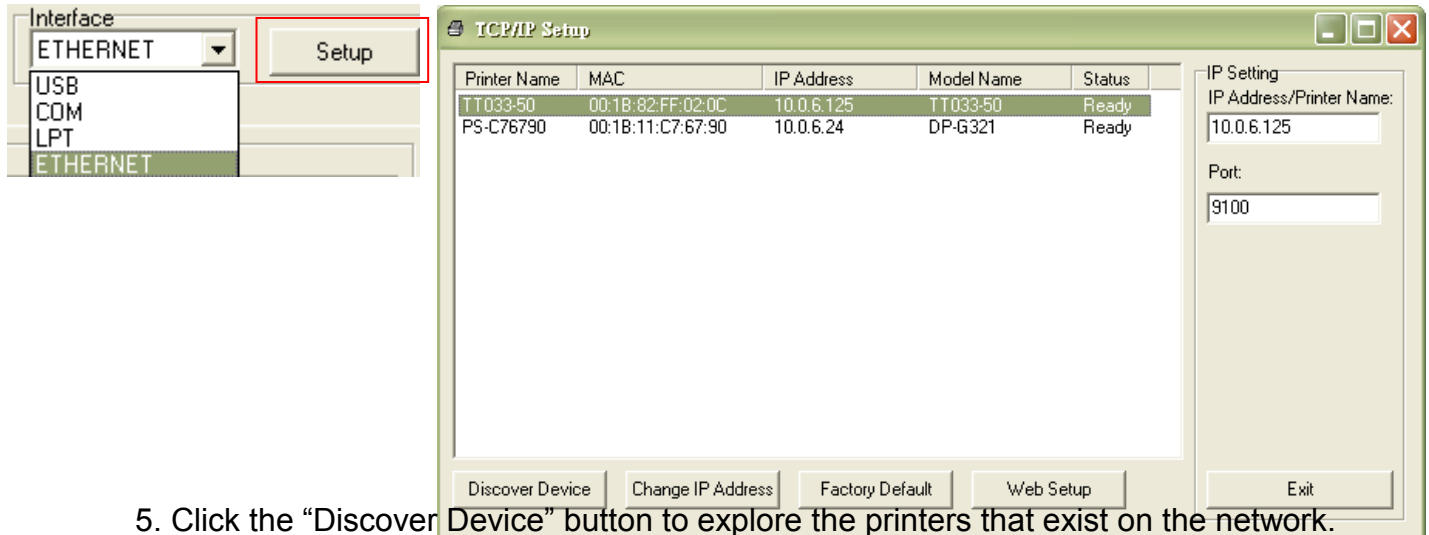 Interface
ETHERNET
Setup
USB
COM
LPT
ETHERNET
TCP/IP Setup
Printer Name MAC IP Address Model Name Status
TT033-50 00:1B:82:FF:02:0C 10.0.6.125 TT033-50 Ready
PS-C76790 00:1B:11:C7:67:90 10.0.6.24 DP-G321 Ready
IP Setting
IP Address/Printer Name:
10.0.6.125
Port:
9100
Discover Device Change IP Address Factory Default Web Setup Exit
5. Click the “Discover Device” button to explore the printers that exist on the network.